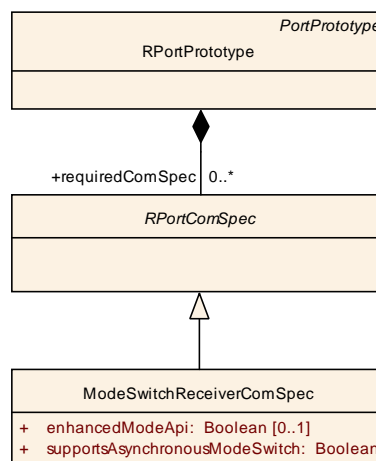 PortPrototype
RPortPrototype
+requiredComSpec 0..*
RPortComSpec
ModeSwitchReceiverComSpec
+ enhancedModeApi: Boolean [0..1]
+ supportsAsynchronousModeSwitch: Boolean